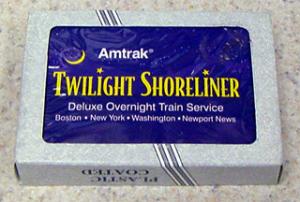 Amtrak®
TWILIGHT SHORELINER
Deluxe Overnight Train Service
Boston • New York • Washington • Newport News
PLASTIC
COATED